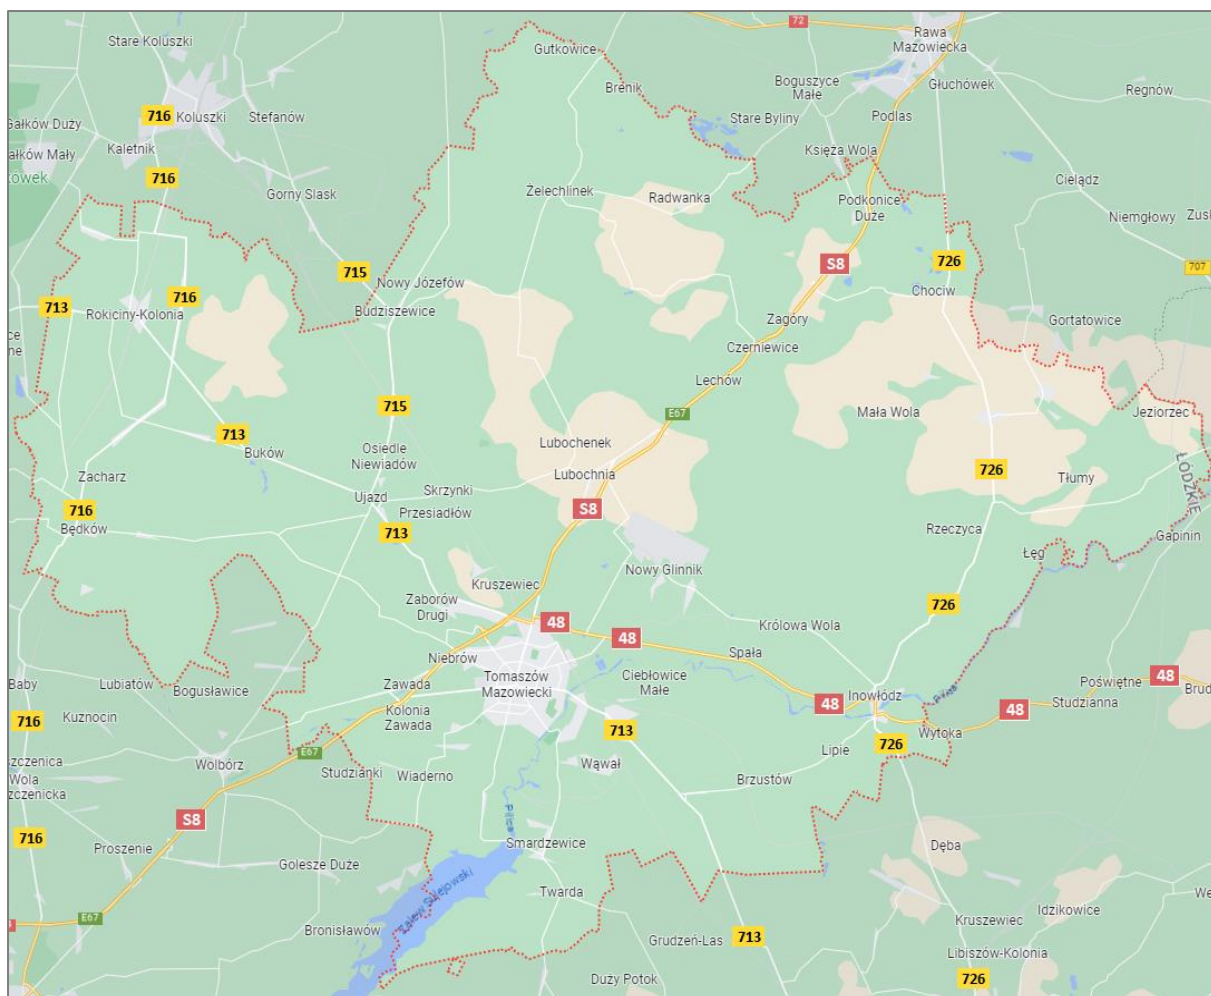 72
Rawa
Mazowiecka
Stare Koluszki
Gutkowice
Boguszyce
Małe
Głuchówek
Brenik
Regnów
716
Koluszki
Stefanów
Stare Byliny
Podlas
Gałków Duży
Kaletnik
Księża Wola
Gałków Mały
716
Cielądz
Gorny Slask
Żelechlinek
Radwanka
Podkonice
Duże
Niemgłowy
715
S8
726
707
Nowy Józefów
Chociw
716
713
Rokiciny-Kolonia
Budziszewice
Zagóry
Gortatowice
Czerniewice
Lechów
715
E67
Mała Wola
Jeziorzec
713
Buków
Osiedle
Niewiadów
Lubochenek
ŁÓDZKIE
Zacharz
Lubochnia
726
Tłumy
Ujazd
Skrzynki
716
Przesiadłów
S8
Będków
713
Rzeczyca
Gapinin
Łęg
Nowy Glinnik
Kruszewiec
Zaborów
Drugi
726
48
48
Królowa Wola
Niebrów
Spała
Tomaszów
Mazowiecki
Ciebłowice
Małe
Baby
Lubiatów
Bogusławice
Zawada
Inowłódz
Pilica
Poświętne
48
Studzianna
716
Kuznocin
Kolonia
Zawada
48
48
713
Wytoka
E67
726
Lipie
Wolbórz
Studzianki
Wiaderno
Wąwał
Brzustów
Wola
S8
Pilica
716
Proszenie
Smardzewice
Dęba
Golesze Duże
Zalew Sulejowski
Twarda
Idzikowice
E67
Kruszewiec
Bronisławów
Grudzeń-Las
713
Libiszów-Kolonia
Duży Potok
726